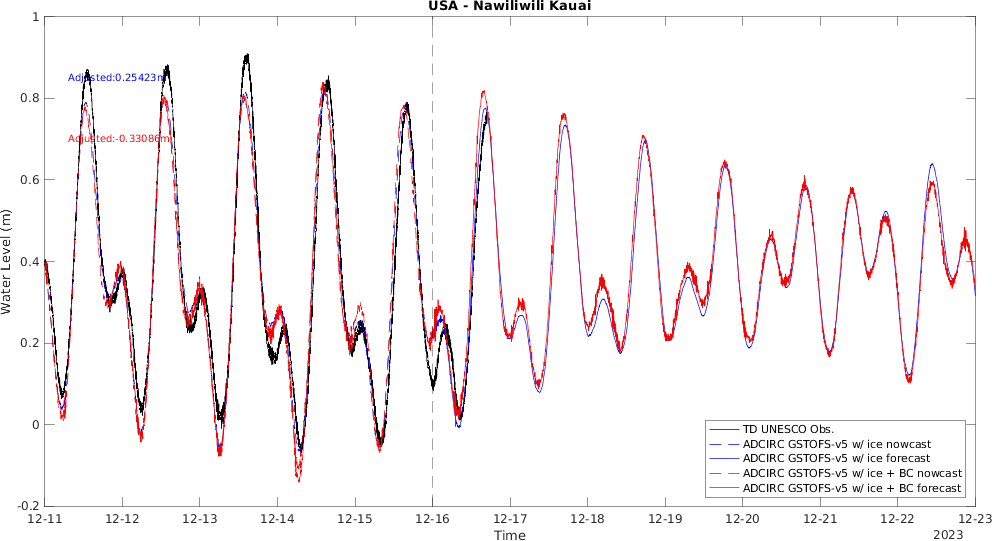 USA - Nawiliwili Kauai
1
0.8
0.6
0.4
0.2
0
-0.2
Water Level (m)
Adjusted:0.25423m
Adjusted:-0.33086m
TD UNESCO Obs.
ADCIRC GSTOFS-v5 w/ ice nowcast
ADCIRC GSTOFS-v5 w/ ice forecast
ADCIRC GSTOFS-v5 w/ ice + BC nowcast
ADCIRC GSTOFS-v5 w/ ice + BC forecast
12-11 12-12 12-13 12-14 12-15 12-16 12-17 12-18 12-19 12-20 12-21 12-22 12-23
Time
2023